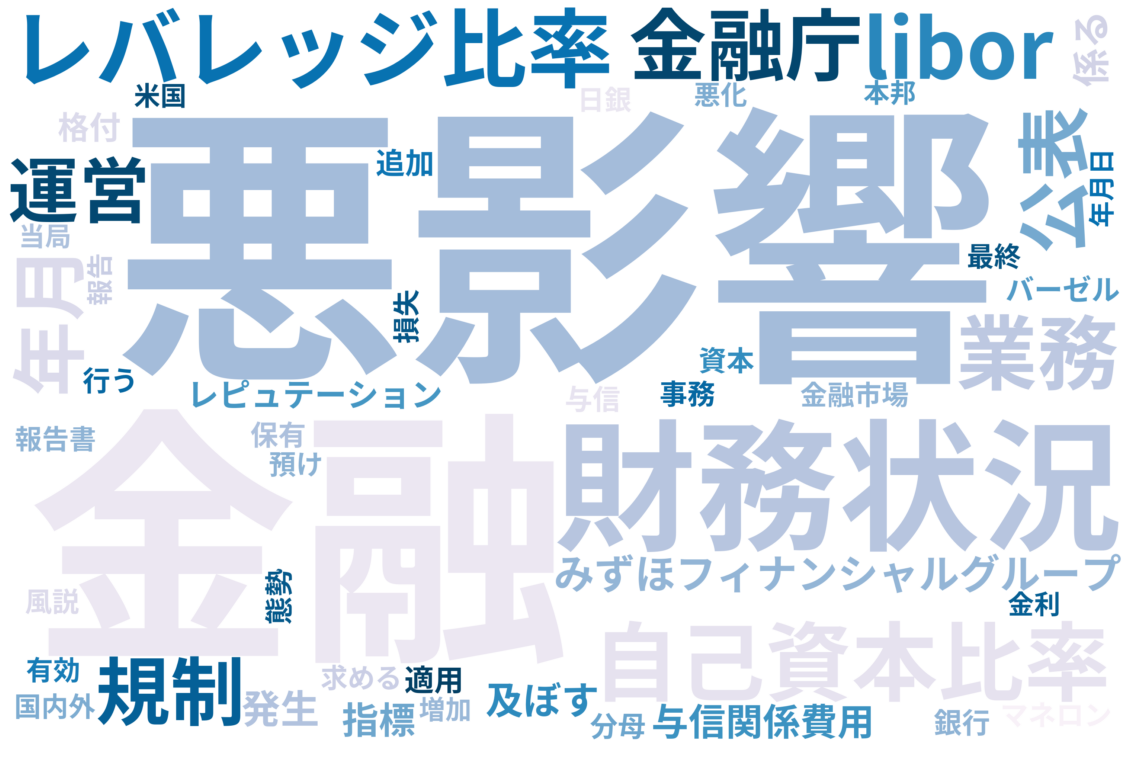 レバレッジ比率
金融庁
libor
係る
米国
日銀
悪化
本邦
格付
悪影響
追加
公表
年月日
運営
当局
報告
年月
損失
最終
バーゼル
行う
レピュテーション
与信
資本
事務
金融市場
業務
報告書
保有
預け
金融
財務状況
みずほフィナンシャルグループ
風説
態勢
金利
自己資本比率
有効
国内外
規制
発生
求める
適用
指標
増加
及ぼす
分母
与信関係費用
銀行
マネロン